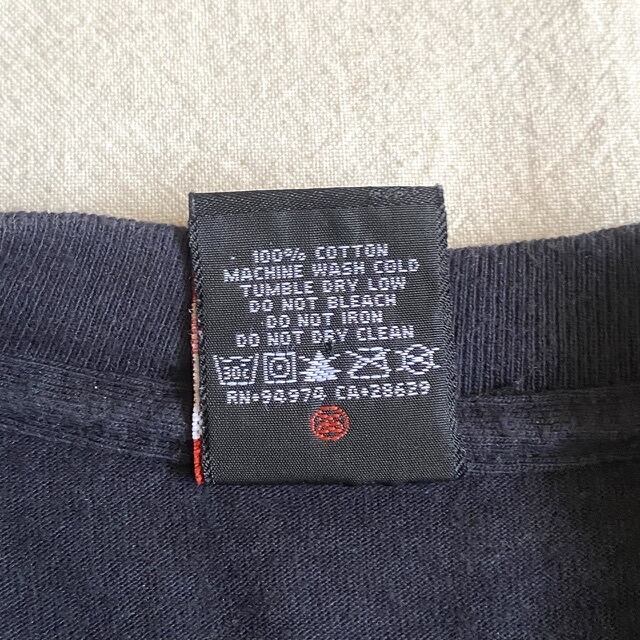 100% COTTON
MACHINE WASH COLD
TUMBLE DRY LOW
DO NOT BLEACH
DO NOT IRON
DO NOT DRY CLEAN
30°
RN•94974 CA•38629